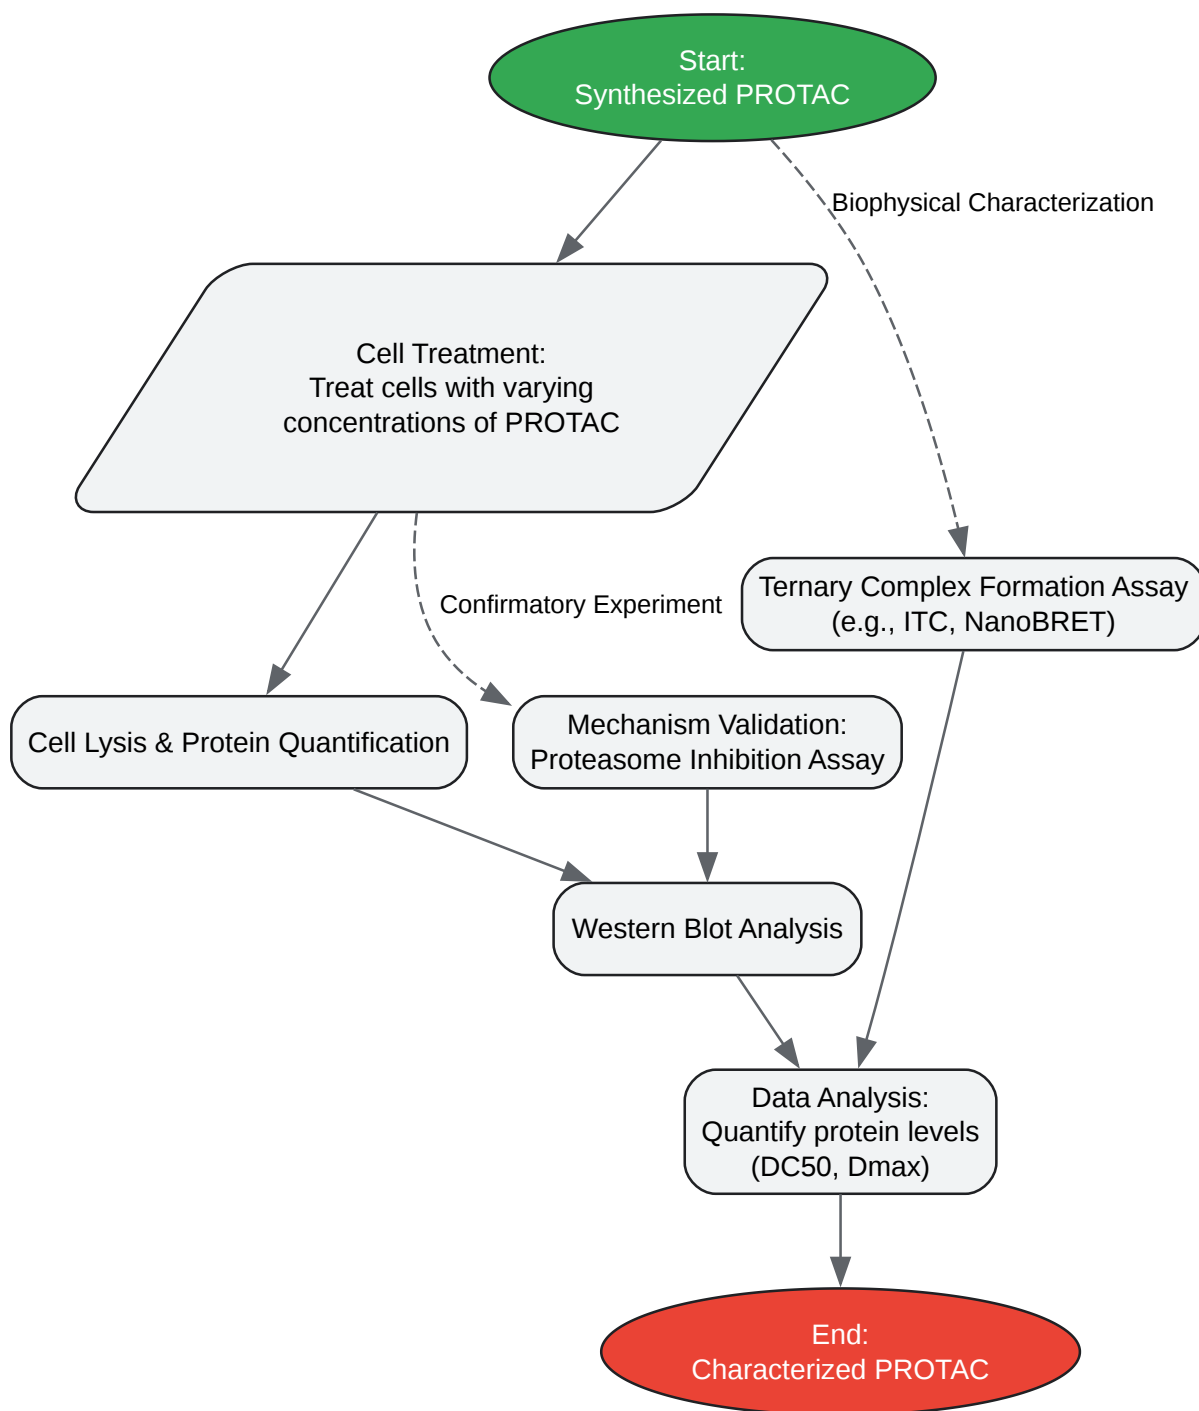 Start:
Synthesized PROTAC
Biophysical Characterization
Cell Treatment:
Treat cells with varying
concentrations of PROTAC
Confirmatory Experiment
Ternary Complex Formation Assay
(e.g., ITC, NanoBRET)
Cell Lysis & Protein Quantification
Mechanism Validation:
Proteasome Inhibition Assay
Western Blot Analysis
Data Analysis:
Quantify protein levels
(DC50, Dmax)
End:
Characterized PROTAC